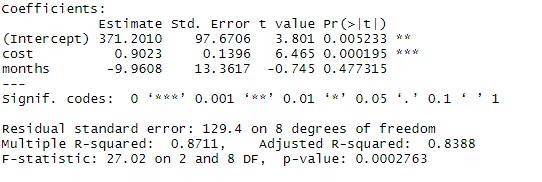 Coefficients:
            Estimate Std. Error t value Pr(>|t|)
(Intercept) 371.2010    97.6706   3.801 0.005233 **
cost          0.9023     0.1396   6.465 0.000195 ***
months       -9.9608    13.3617  -0.745 0.477315
---
Signif. codes:  0 ‘***’ 0.001 ‘**’ 0.01 ‘*’ 0.05 ‘.’ 0.1 ‘ ’ 1
Residual standard error: 129.4 on 8 degrees of freedom
Multiple R-squared:  0.8711,    Adjusted R-squared:  0.8388
F-statistic: 27.02 on 2 and 8 DF,  p-value: 0.0002763